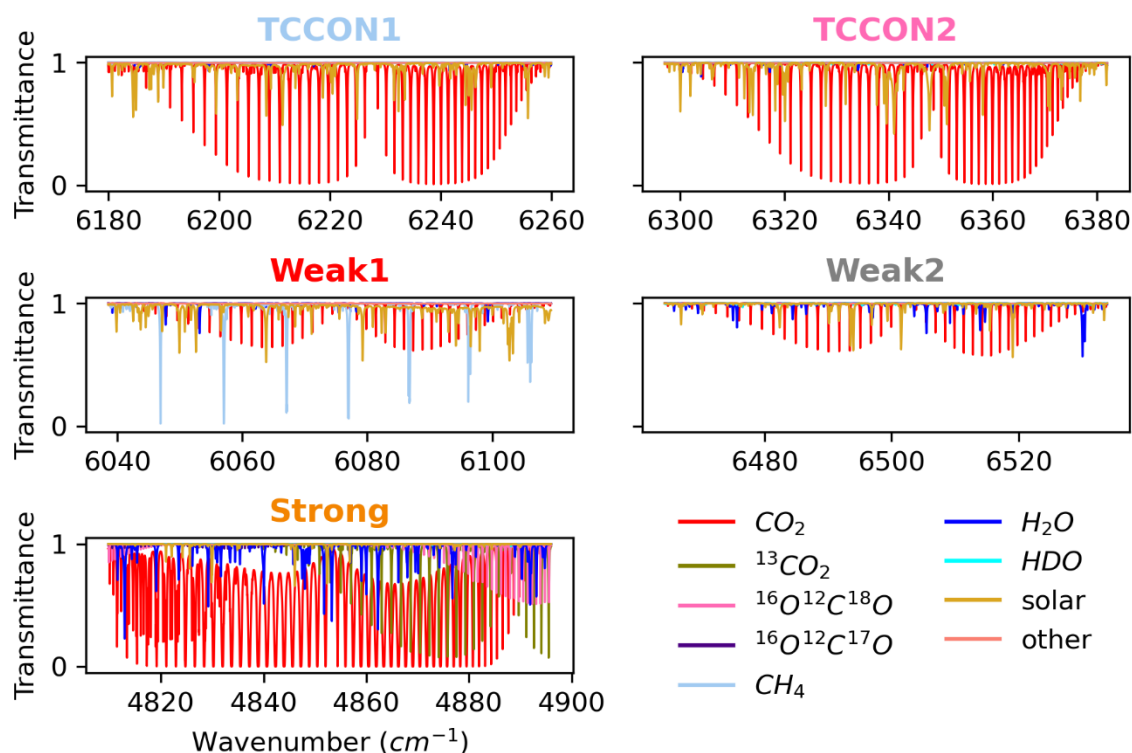 TCCON1
TCCON2
Transmittance
1
0
6180
6200
6220
6240
6260
6300
6320
6340
6360
6380
Weak1
Weak2
Transmittance
1
0
6040
6060
6080
6100
6480
6500
6520
Strong
Transmittance
1
0
4820
4840
4860
4880
4900
Wavenumber (cm⁻¹)
CO₂
¹³CO₂
¹⁶O¹²C¹⁸O
¹⁶O¹²C¹⁷O
CH₄
H₂O
HDO
solar
other